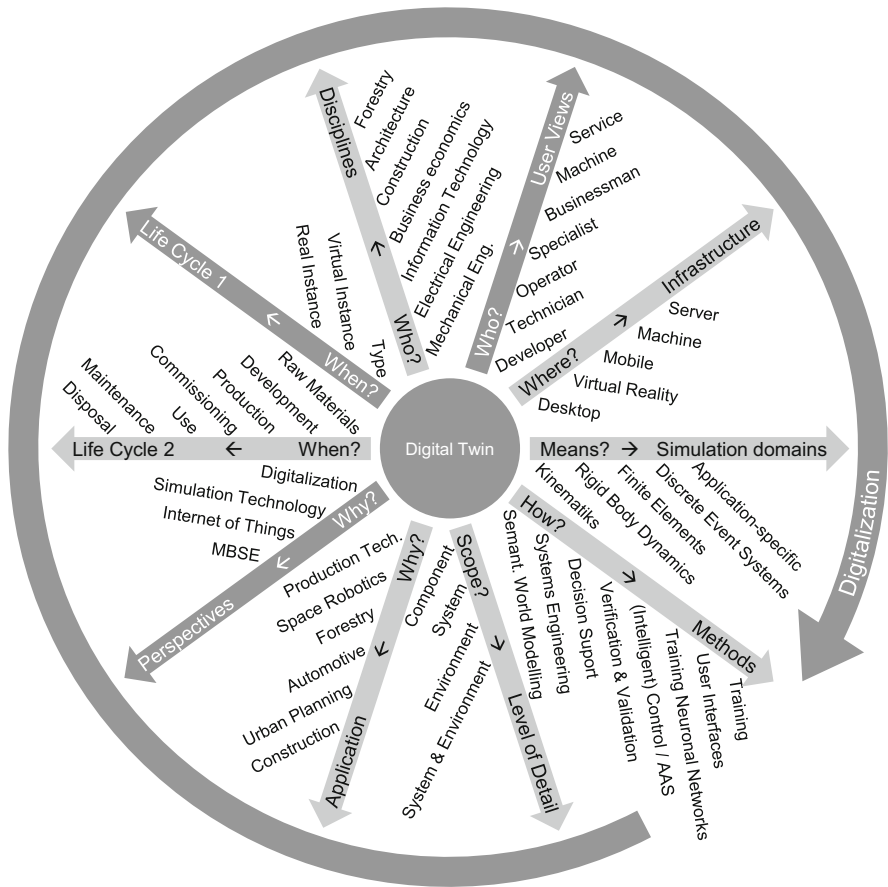 Digital Twin
Digitalization
Who?
Disciplines
Forestry
Architecture
Construction
Business economics
Information Technology
Electrical Engineering
Mechanical Eng.
Who?
User Views
Service
Machine
Businessman
Specialist
Operator
Technician
Developer
Where?
Infrastructure
Server
Machine
Mobile
Virtual Reality
Desktop
Means?
Simulation domains
Application-specific
Discrete Event Systems
Finite Elements
Rigid Body Dynamics
Kinematiks
How?
Methods
Training
User Interfaces
Training Neuronal Networks
(Intelligent) Control / AAS
Verification & Validation
Decision Suport
Systems Engineering
Semant. World Modelling
Scope?
Level of Detail
Component
System
Environment
System & Environment
Why?
Application
Production Tech.
Space Robotics
Forestry
Automotive
Urban Planning
Construction
Why?
Perspectives
Digitalization
Simulation Technology
Internet of Things
MBSE
When?
Life Cycle 2
Raw Materials
Development
Production
Commissioning
Use
Maintenance
Disposal
When?
Life Cycle 1
Real Instance
Virtual Instance
Type